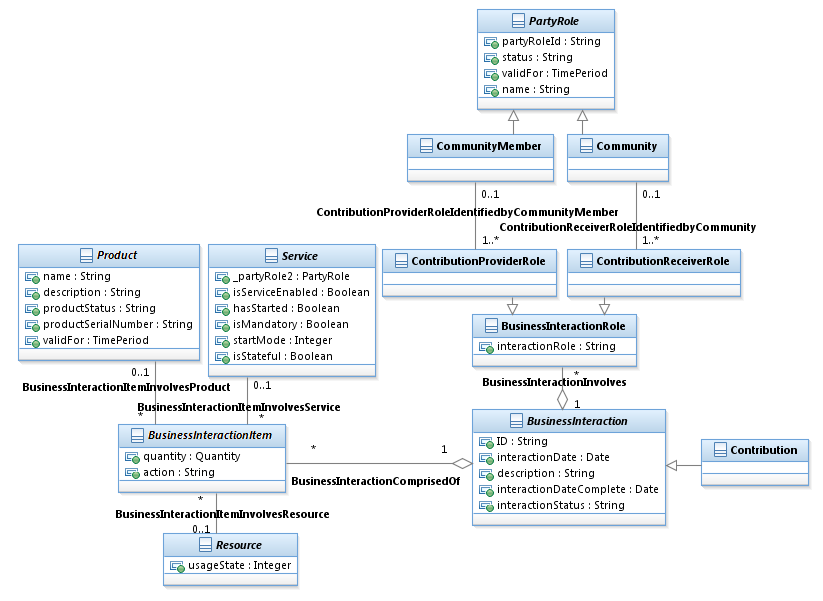 PartyRole
partyRoleId : String
status : String
validFor : TimePeriod
name : String
CommunityMember
Community
0..1
0..1
ContributionProviderRoleIdentifiedbyCommunityMember
ContributionReceiverRoleIdentifiedbyCommunity
1..*
1..*
ContributionProviderRole
ContributionReceiverRole
Product
name : String
description : String
productStatus : String
productSerialNumber : String
validFor : TimePeriod
Service
_partyRole2 : PartyRole
isServiceEnabled : Boolean
hasStarted : Boolean
isMandatory : Boolean
startMode : Integer
isStateful : Boolean
BusinessInteractionRole
interactionRole : String
0..1
BusinessInteractionItemInvolvesProduct
*
0..1
BusinessInteractionItemInvolvesService
*
*
BusinessInteractionInvolves
1
BusinessInteractionItem
quantity : Quantity
action : String
*
1
BusinessInteractionComprisedOf
BusinessInteraction
ID : String
interactionDate : Date
description : String
interactionDateComplete : Date
interactionStatus : String
Contribution
*
BusinessInteractionItemInvolvesResource
0..1
Resource
usageState : Integer